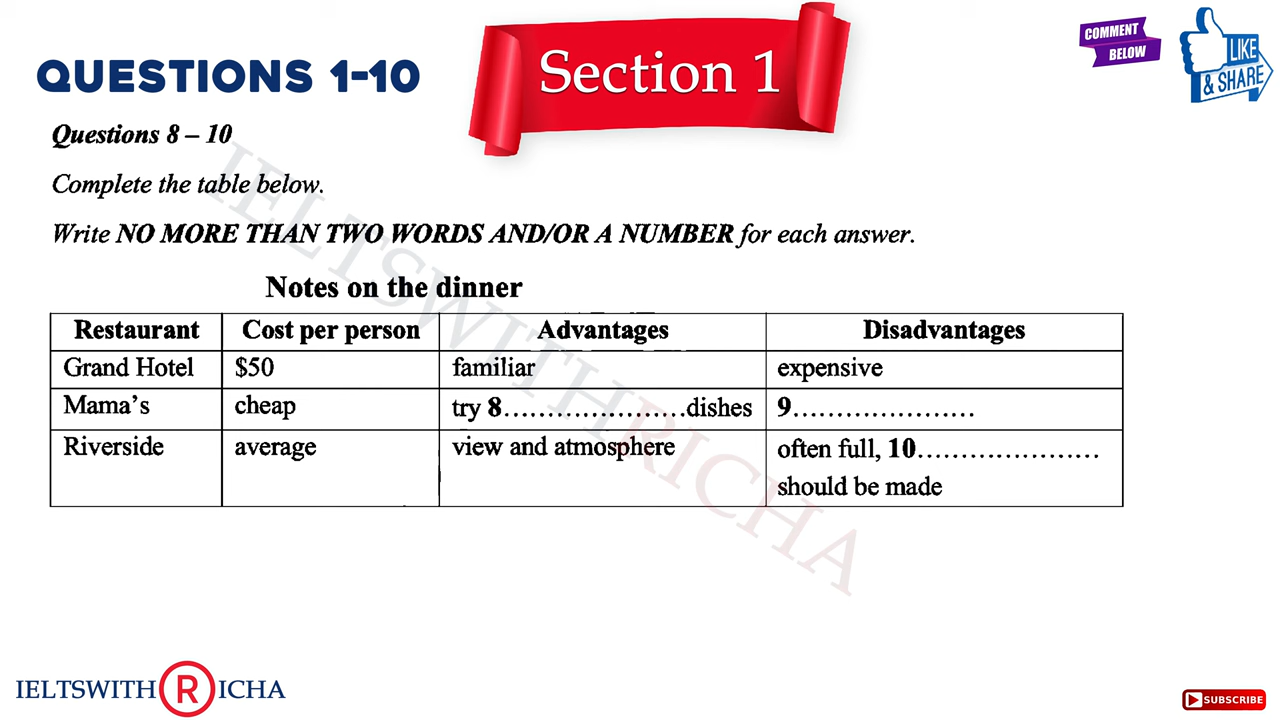 QUESTIONS 1-10
Section 1
COMMENT
BELOW
LIKE
& SHARE
Questions 8 – 10
Complete the table below.
Write NO MORE THAN TWO WORDS AND/OR A NUMBER for each answer.
Notes on the dinner
Restaurant Cost per person Advantages Disadvantages
Grand Hotel $50 familiar expensive
Mama's cheap try 8.....................dishes 9.....................
Riverside average view and atmosphere often full, 10.....................
should be made
IELTSWITHRICHA
IELTSWITH R ICHA
SUBSCRIBE